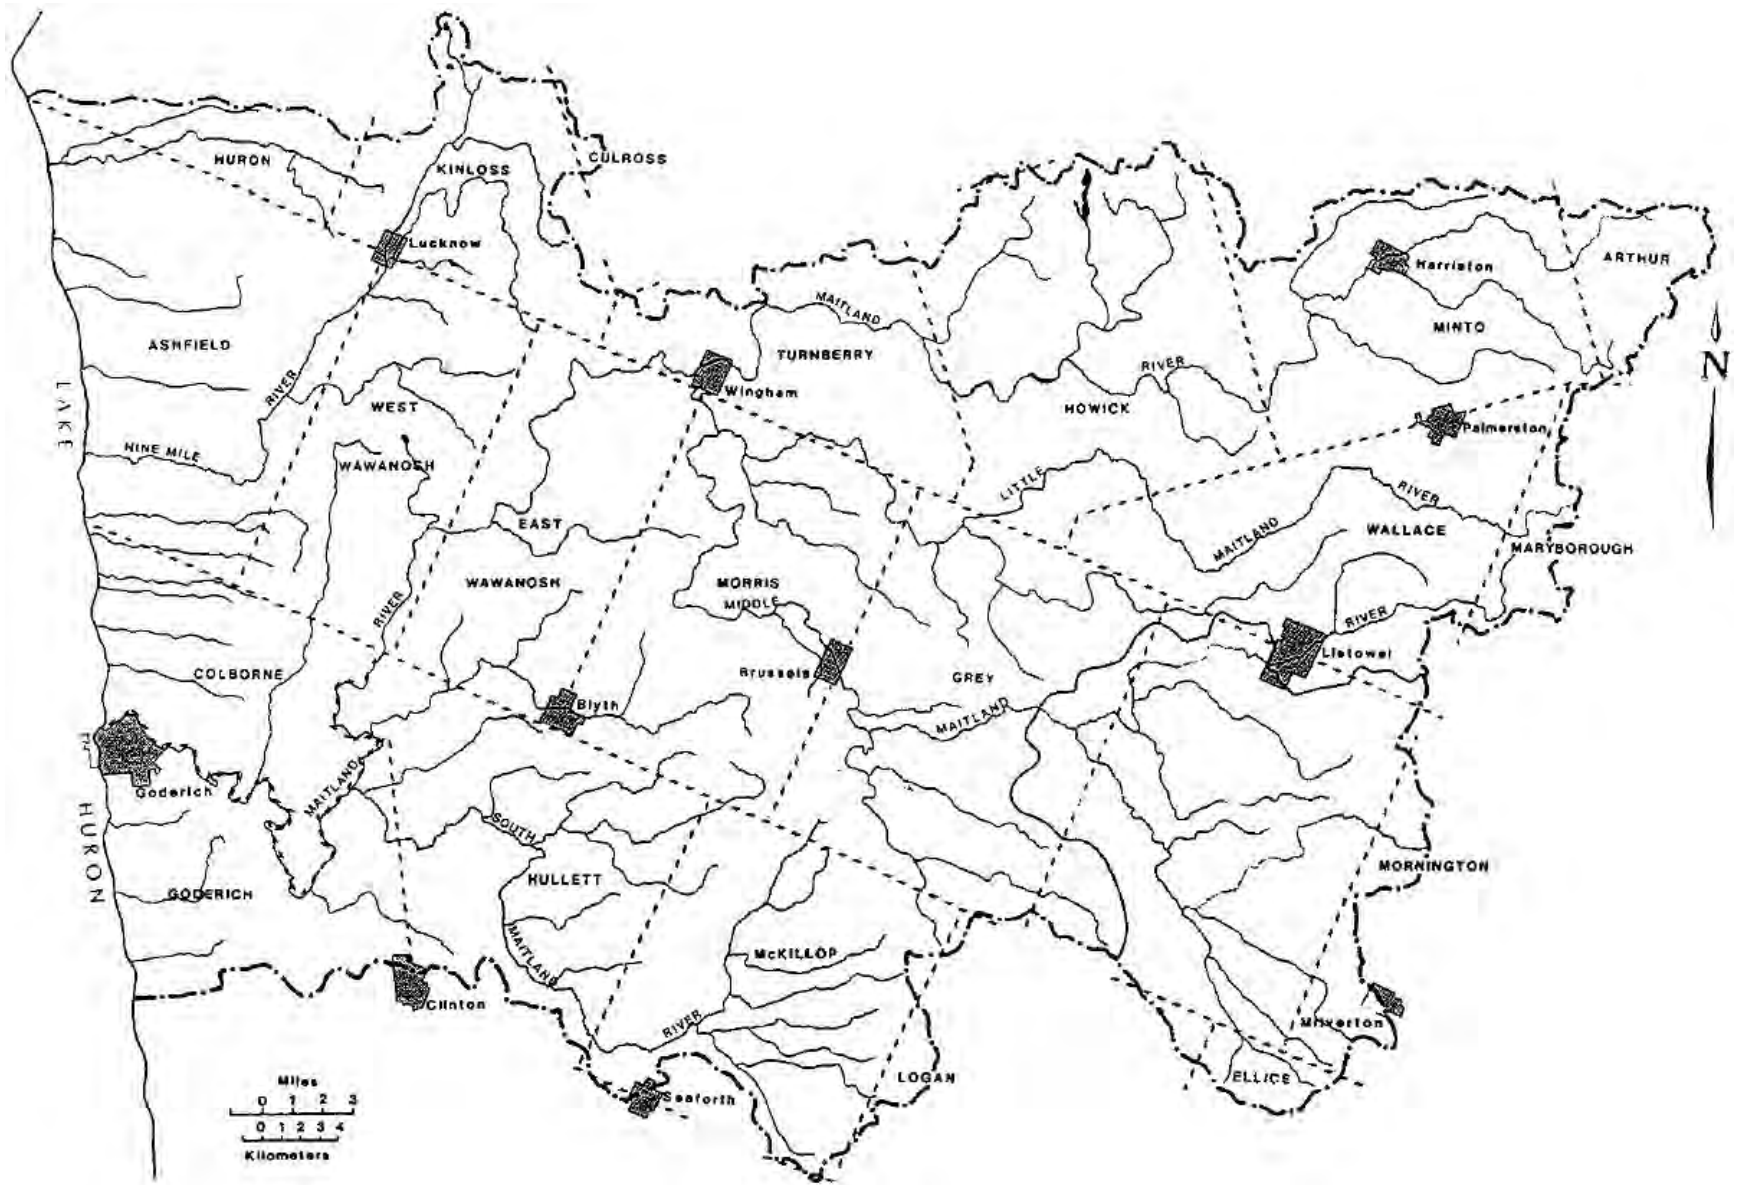 CULROSS
HURON
KINLOSS
Lucknow
ARTHUR
Harriston
MAITLAND
MINTO
ASHFIELD
TURNBERRY
RIVER
N
RIVER
Wingham
WEST
HOWICK
LAKE
Palmerston
NINE MILE
WAWANOSH
LITTLE
RIVER
EAST
MAITLAND
WALLACE
MARYBOROUGH
WAWANOSH
MORRIS
MIDDLE
RIVER
RIVER
Listowel
COLBORNE
Brussels
GREY
Blyth
MAITLAND
Goderich
MAITLAND
SOUTH
HURON
HULLETT
MORNINGTON
GODERICH
MAITLAND
McKILLOP
Clinton
RIVER
Milverton
LOGAN
ELLICE
Seaforth
Miles
0 1 2 3
0 1 2 3 4
Kilometers